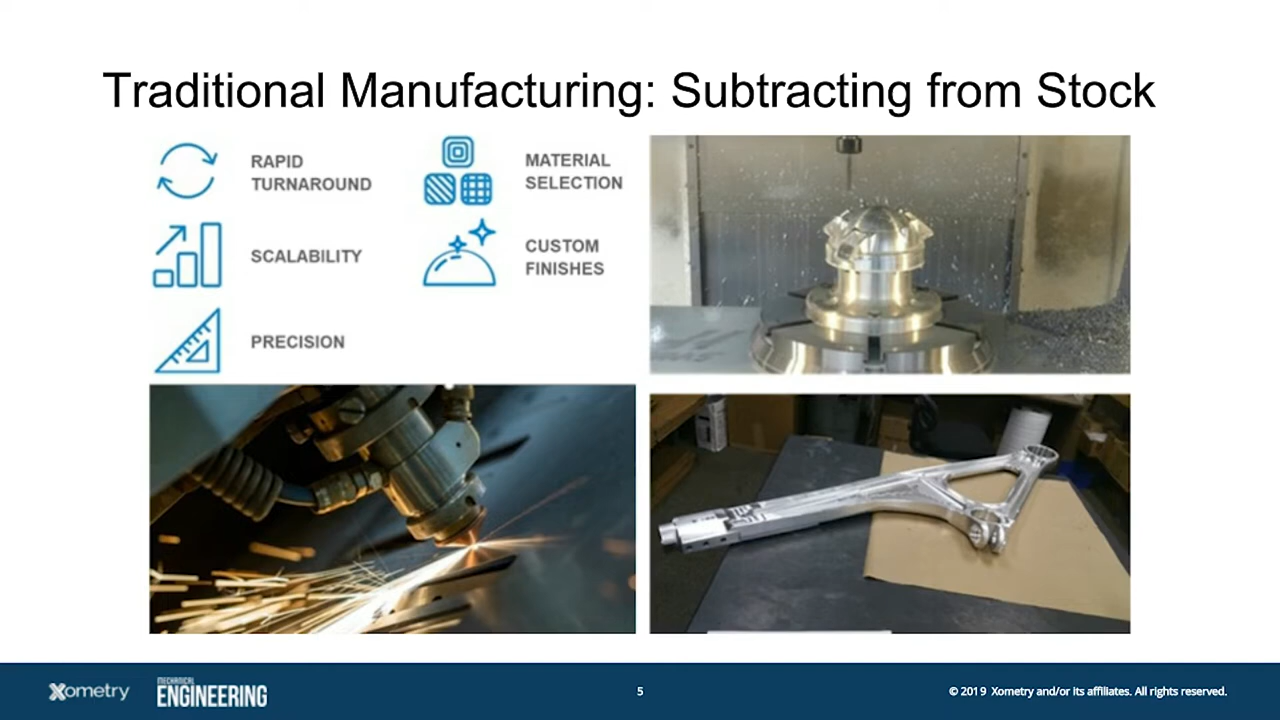 Traditional Manufacturing: Subtracting from Stock
RAPID
TURNAROUND
MATERIAL
SELECTION
SCALABILITY
CUSTOM
FINISHES
PRECISION
Xometry
MECHANICAL
ENGINEERING
5
© 2019 Xometry and/or its affiliates. All rights reserved.